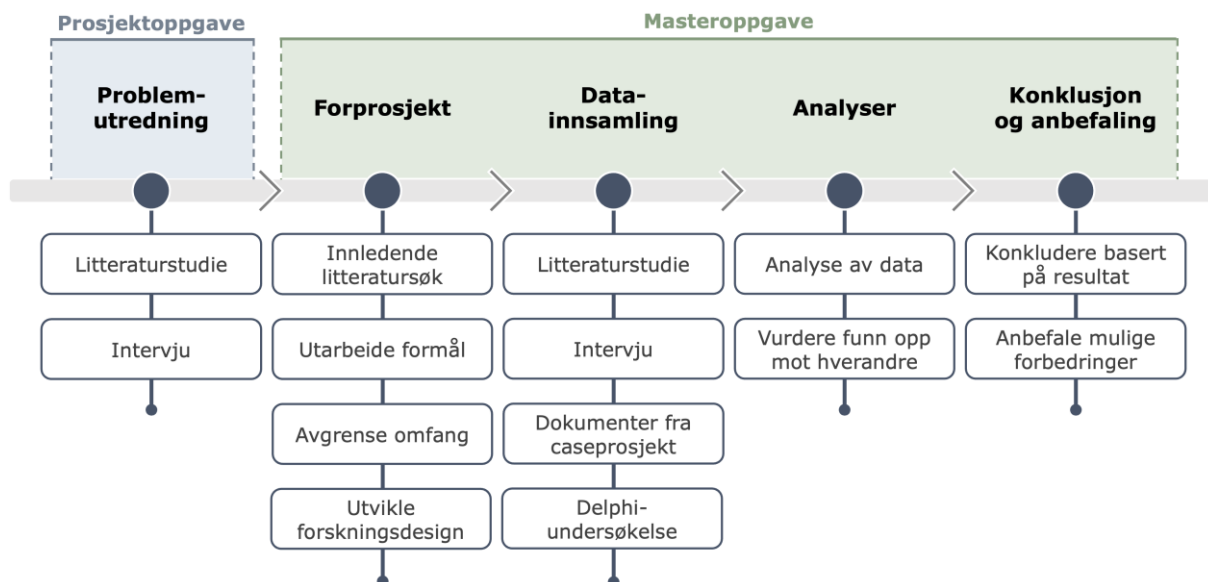 Prosjektoppgave
Masteroppgave
Problem-
utredning
Forprosjekt
Data-
innsamling
Analyser
Konklusjon
og anbefaling
Litteraturstudie
Intervju
Innledende
litteratursøk
Utarbeide formål
Avgrense omfang
Utvikle
forskningsdesign
Litteraturstudie
Intervju
Dokumenter fra
caseprosjekt
Delphi-
undersøkelse
Analyse av data
Vurdere funn opp
mot hverandre
Konkludere basert
på resultat
Anbefale mulige
forbedringer